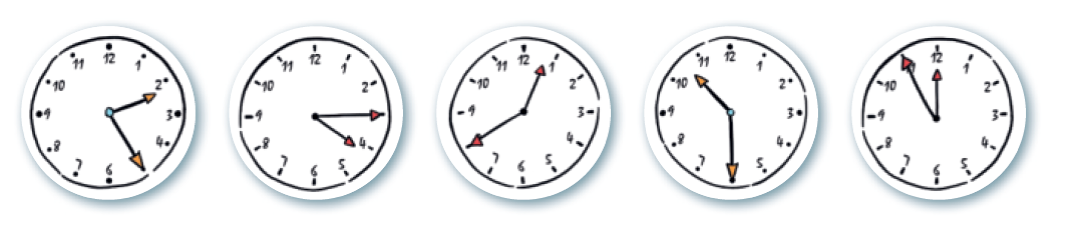 12 1 2 3 4 6 7 8 9 10 11
12 1 2 3 4 5 6 7 8 9 10 11
12 1 2 3 4 5 6 7 9 10 11
12 1 2 3 4 5 7 8 9 10 11
12 1 2 3 4 5 6 7 8 9 10